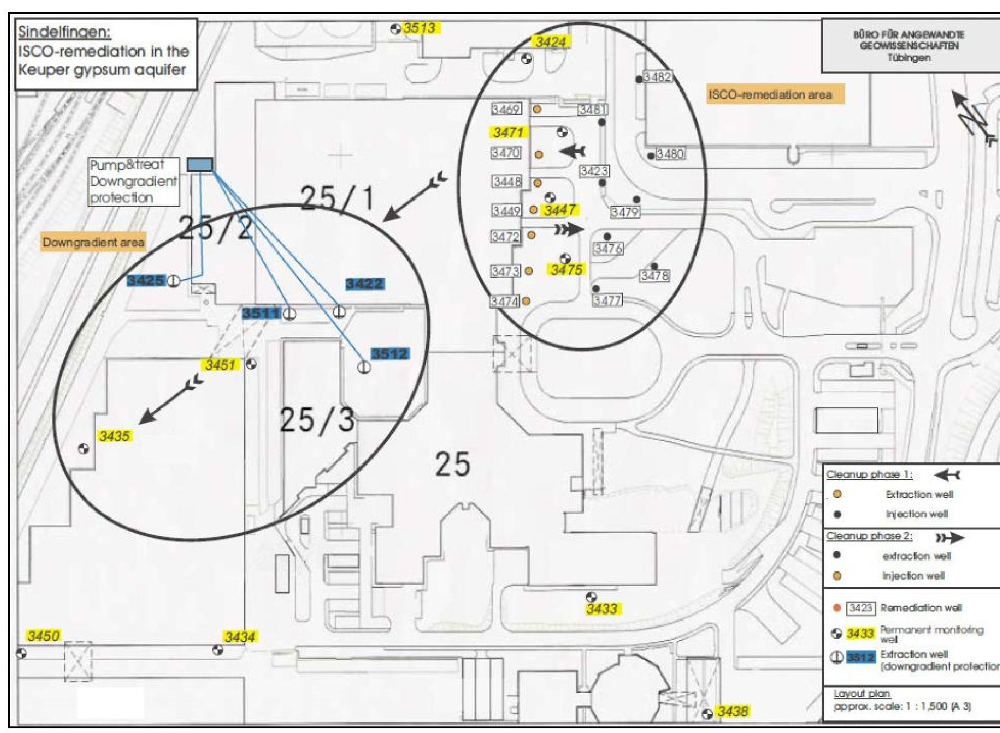 Sindelfingen:
ISCO-remediation in the
Keuper gypsum aquifer
BÜRO FÜR ANGEWANDTE
GEOWISSENSCHAFTEN
Tübingen
3513
3424
3482
ISCO-remediation area
3469
3481
3471
3470
3480
3423
3448
3449
3447
3479
3472
3476
3473
3475
3478
3474
3477
N
Pump&treat
Downgradient
protection
25/1
25/2
Downgradient area
3425
3422
3511
3512
3451
25/3
3435
25
3433
3450
3434
3438
Cleanup phase 1:
Extraction well
Injection well
Cleanup phase 2:
extraction well
Injection well
3423 Remediation well
3433 Permanent monitoring
well
3512 Extraction well
(downgradient protection
Layout plan
approx. scale: 1 : 1,500 (A 3)